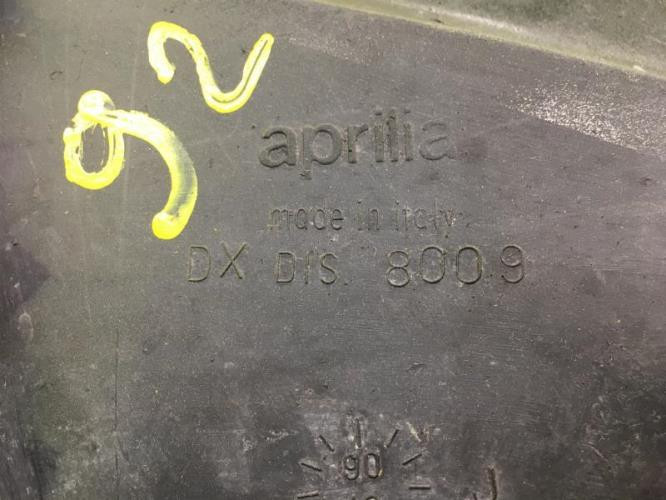 92
aprilia
made in italy
DX DIS. 8009
90